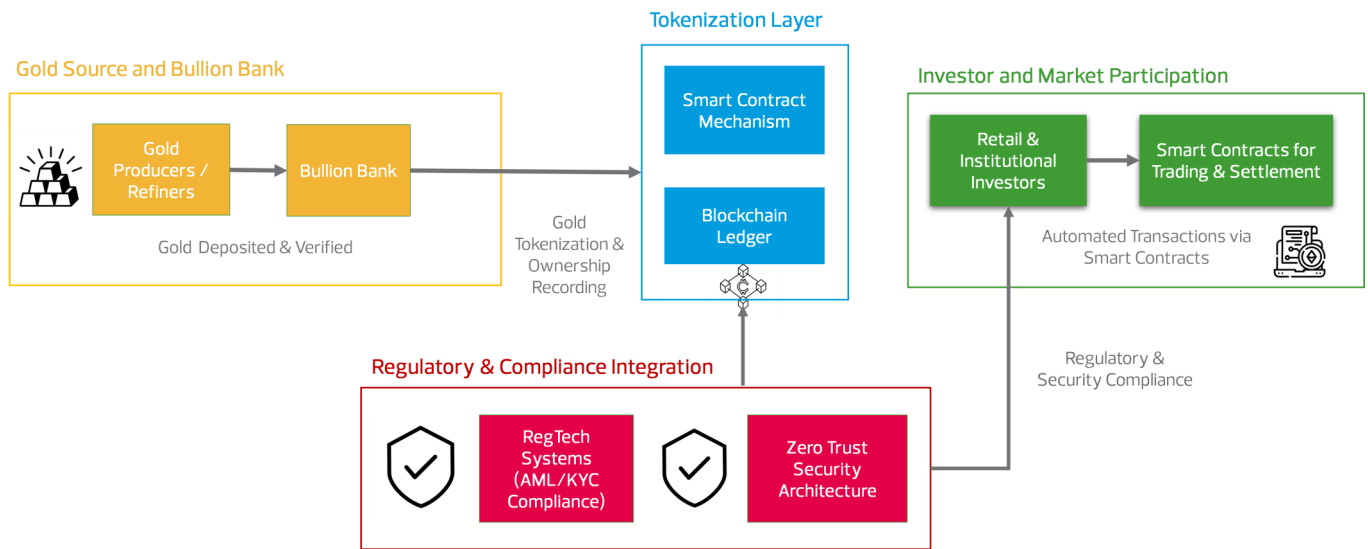 Tokenization Layer
Gold Source and Bullion Bank
Investor and Market Participation
Gold
Producers /
Refiners
Bullion Bank
Gold Deposited & Verified
Gold
Tokenization &
Ownership
Recording
Smart Contract
Mechanism
Blockchain
Ledger
Retail &
Institutional
Investors
Smart Contracts for
Trading & Settlement
Automated Transactions via
Smart Contracts
Regulatory & Compliance Integration
RegTech
Systems
(AML/KYC
Compliance)
Zero Trust
Security
Architecture
Regulatory &
Security Compliance